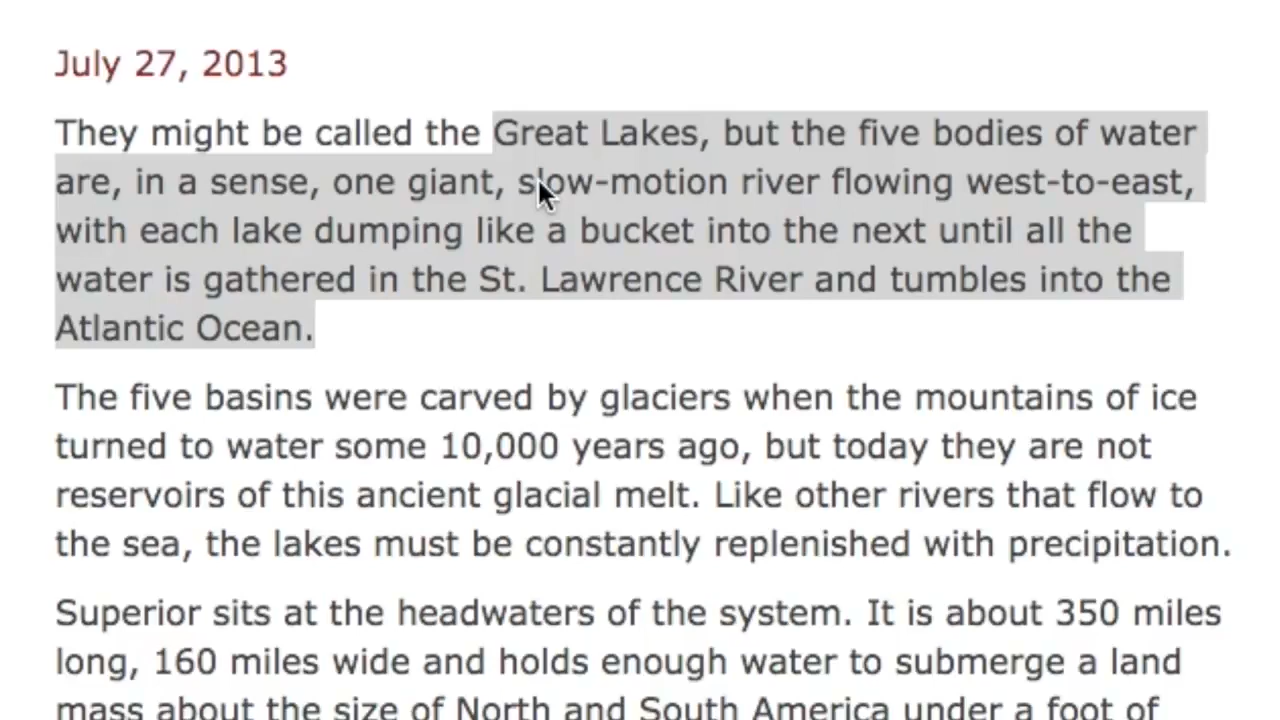 July 27, 2013
They might be called the Great Lakes, but the five bodies of water
are, in a sense, one giant, slow-motion river flowing west-to-east,
with each lake dumping like a bucket into the next until all the
water is gathered in the St. Lawrence River and tumbles into the
Atlantic Ocean.
The five basins were carved by glaciers when the mountains of ice
turned to water some 10,000 years ago, but today they are not
reservoirs of this ancient glacial melt. Like other rivers that flow to
the sea, the lakes must be constantly replenished with precipitation.
Superior sits at the headwaters of the system. It is about 350 miles
long, 160 miles wide and holds enough water to submerge a land
mass about the size of North and South America under a foot of